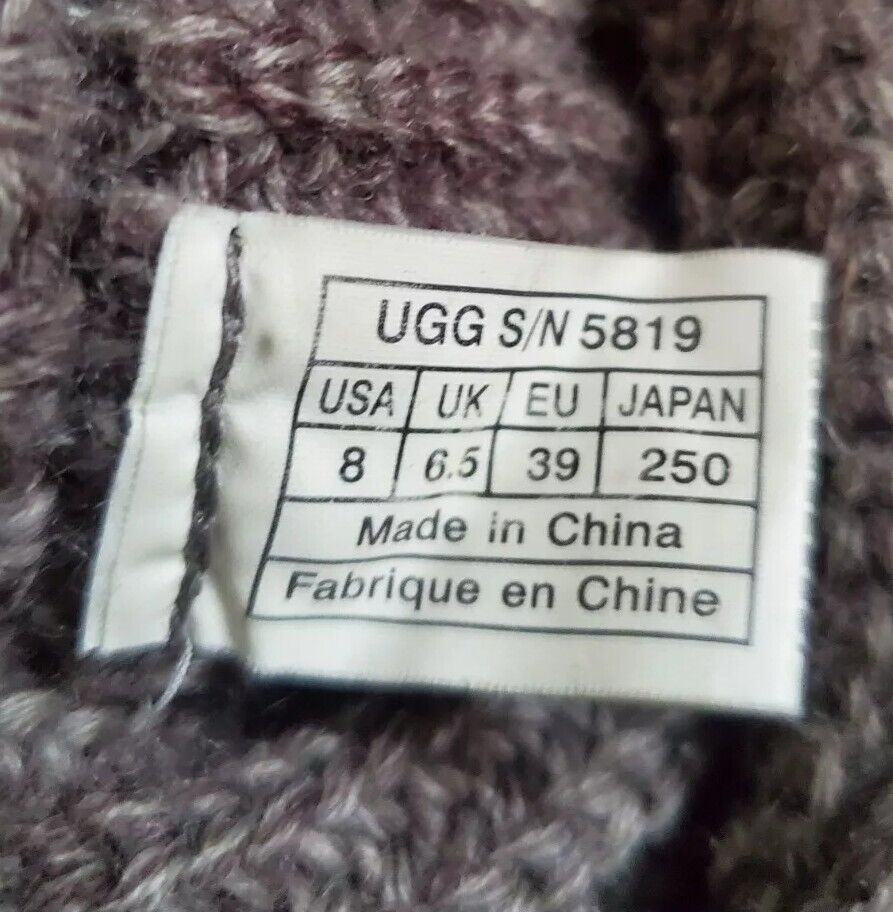 UGG S/N 5819
USA UK EU JAPAN
8 6.5 39 250
Made in China
Fabrique en Chine